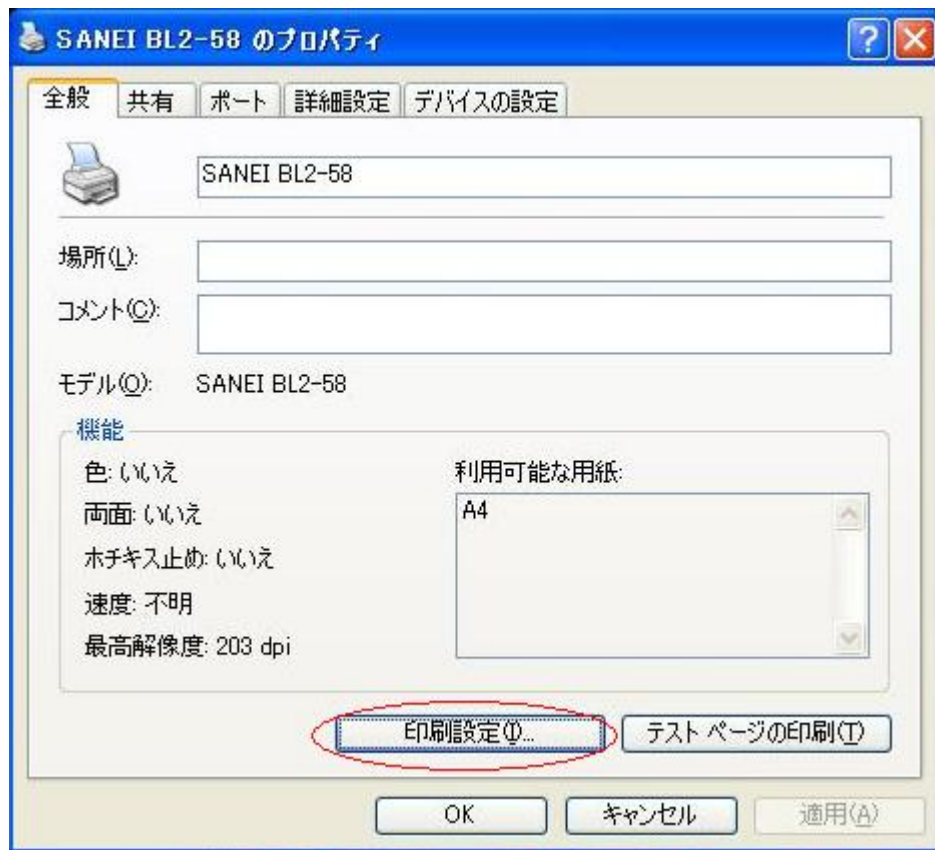 SANEI BL2-58 のプロパティ
全般 共有 ポート 詳細設定 デバイスの設定
SANEI BL2-58
場所(L):
コメント(C):
モデル(O): SANEI BL2-58
機能
色: いいえ 利用可能な用紙:
両面: いいえ A4
ホチキス止め: いいえ
速度: 不明
最高解像度: 203 dpi
印刷設定(I)... テスト ページの印刷(T)
OK キャンセル 適用(A)